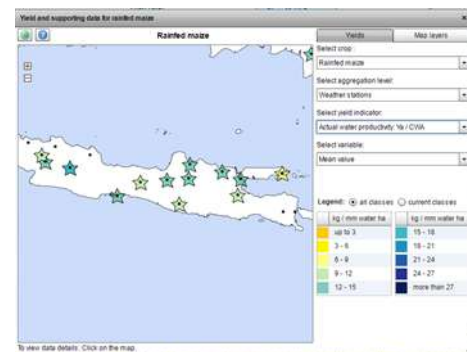 Yield and supporting data for rainfed maize
Rainfed maize
Yields
Map layers
Select crop:
Rainfed maize
Select aggregation level:
Weather stations
Select yield indicator:
Actual water productivity: Ya / CWA
Select variable:
Mean value
Legend: all classes current classes
kg / mm water ha
up to 3
3 - 6
6 - 9
9 - 12
12 - 15
kg / mm water ha
15 - 18
18 - 21
21 - 24
24 - 27
more than 27
To view data details: Click on the map.